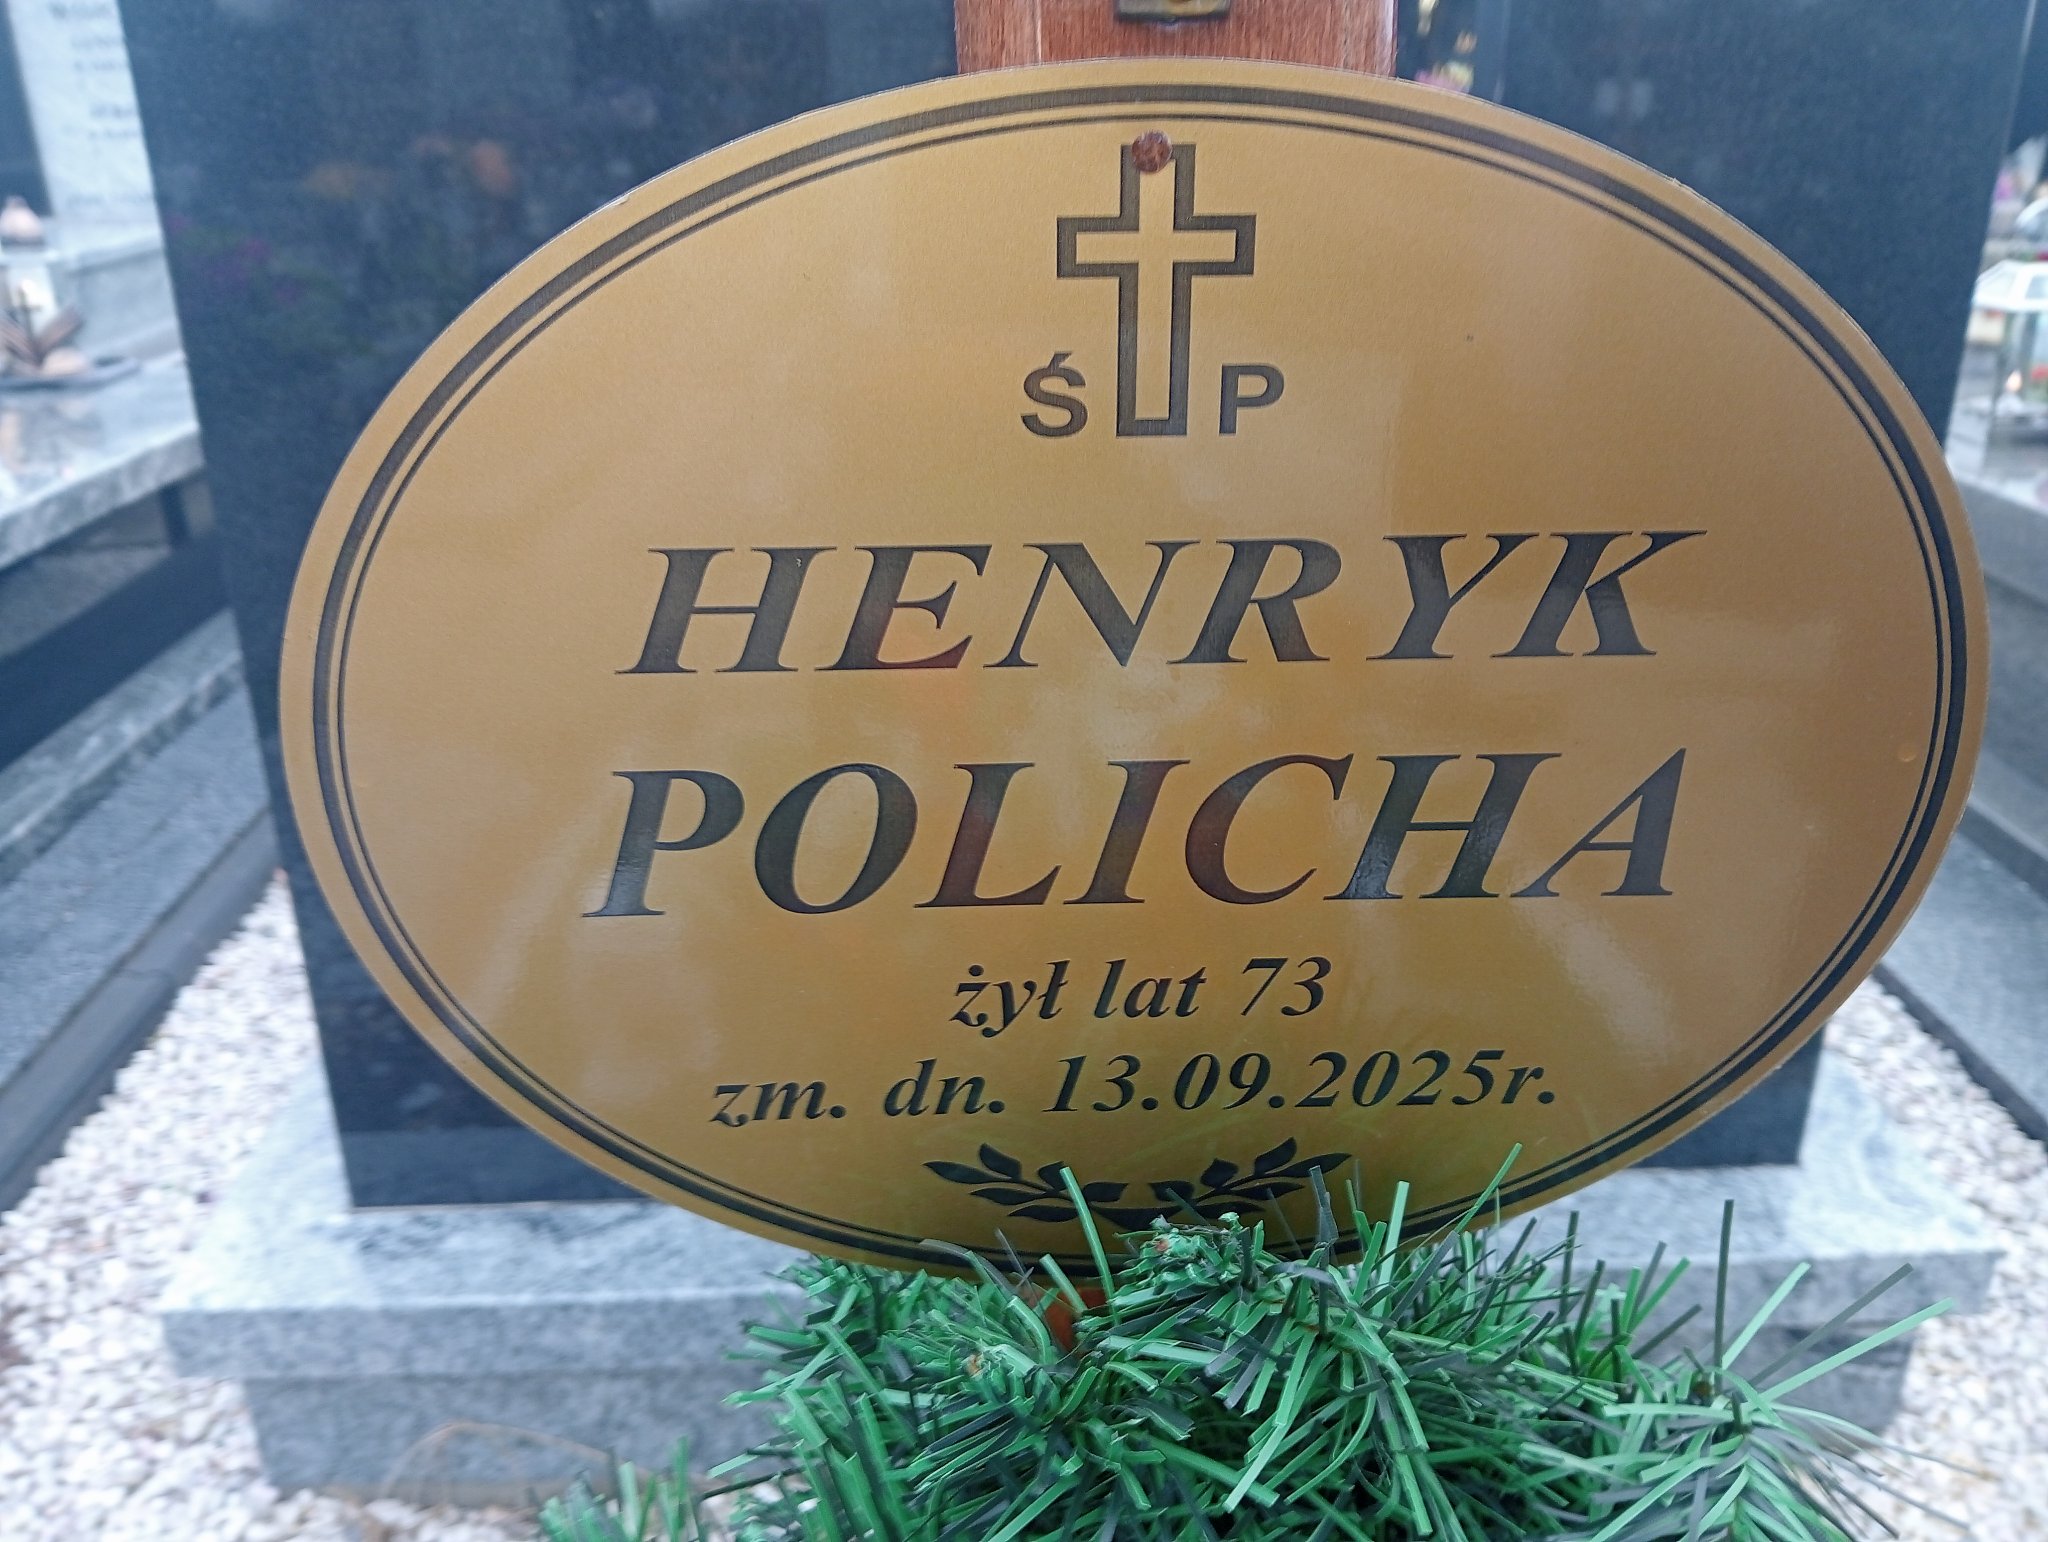 Ś P
HENRYK
POLICHA
żył lat 73
zm. dn. 13.09.2025r.